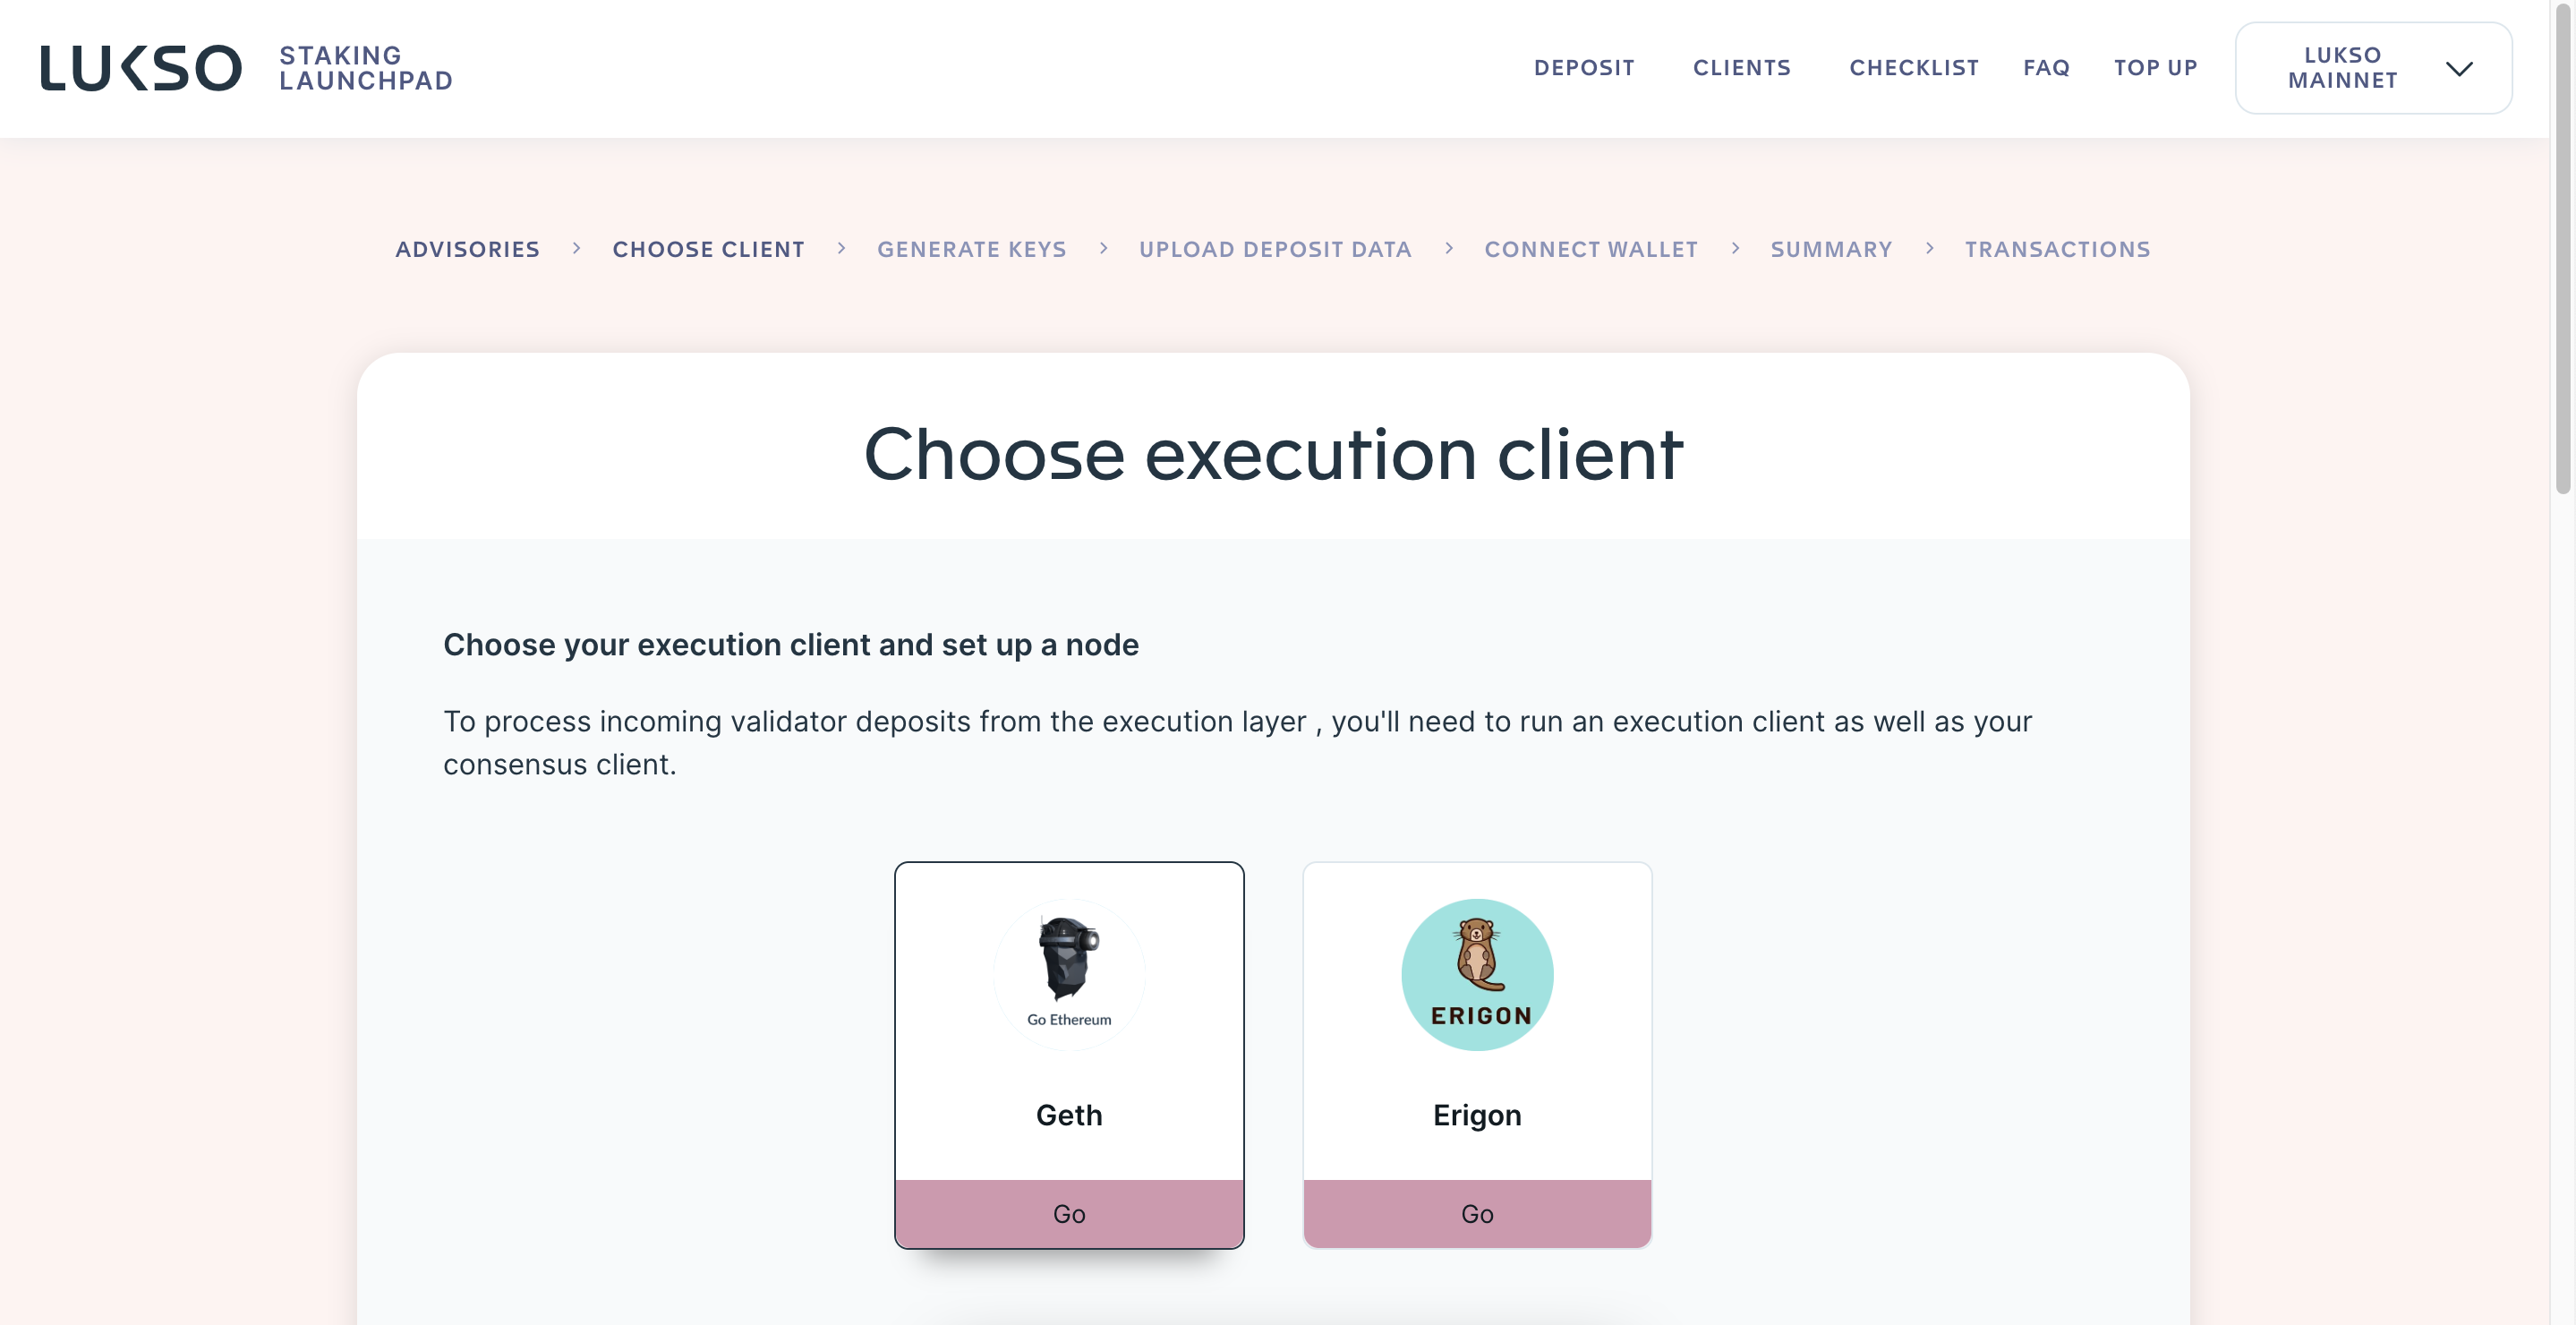 LUKSO
STAKING
LAUNCHPAD
DEPOSIT
CLIENTS
CHECKLIST
FAQ
TOP UP
LUKSO
MAINNET
ADVISORIES
CHOOSE CLIENT
GENERATE KEYS
UPLOAD DEPOSIT DATA
CONNECT WALLET
SUMMARY
TRANSACTIONS
Choose execution client
Choose your execution client and set up a node
To process incoming validator deposits from the execution layer , you'll need to run an execution client as well as your
consensus client.
Go Ethereum
Geth
Go
ERIGON
Erigon
Go